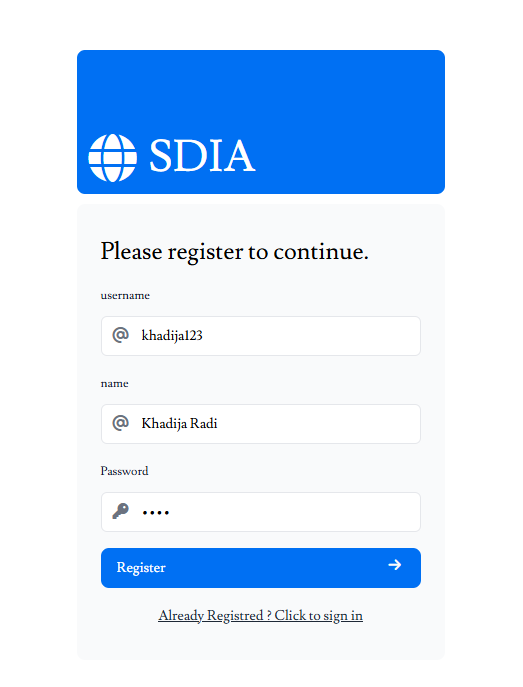 SDIA
Please register to continue.
username
@ khadija123
name
@ Khadija Radi
Password
••••
Register
Already Registred ? Click to sign in